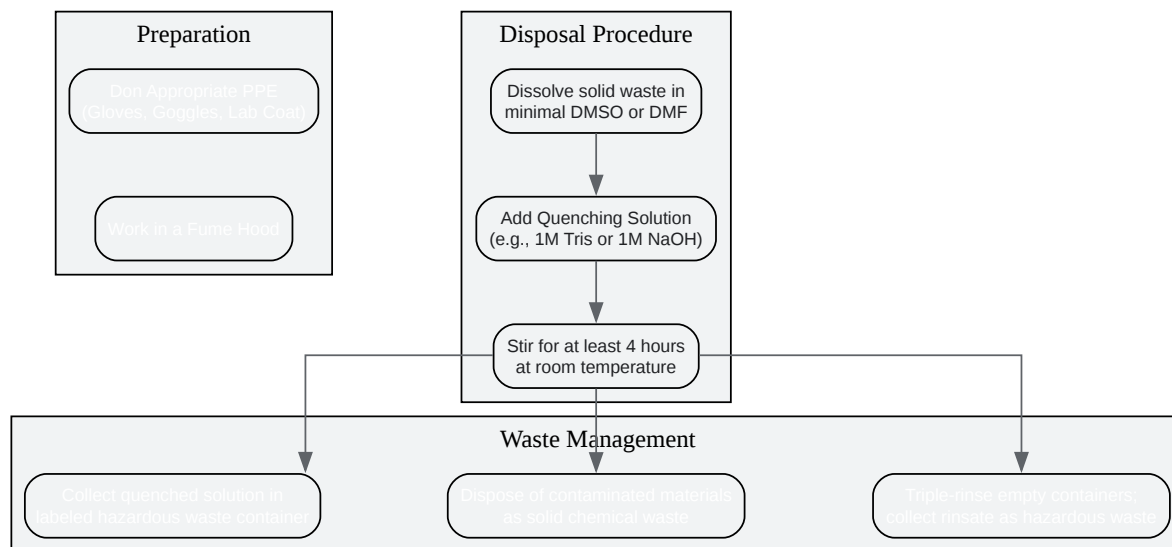 Preparation
Don Appropriate PPE
(Gloves, Goggles, Lab Coat)
Work in a Fume Hood
Disposal Procedure
Dissolve solid waste in
minimal DMSO or DMF
Add Quenching Solution
(e.g., 1M Tris or 1M NaOH)
Stir for at least 4 hours
at room temperature
Waste Management
Collect quenched solution in
labeled hazardous waste container
Dispose of contaminated materials
as solid chemical waste
Triple-rinse empty containers;
collect rinsate as hazardous waste